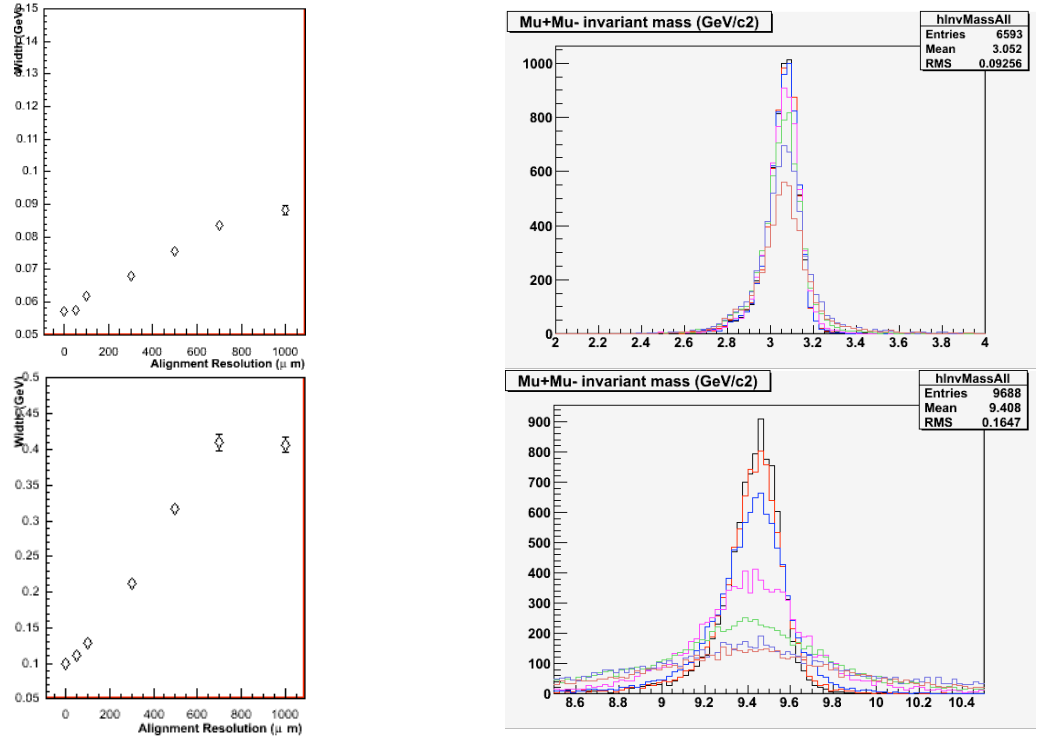 0.15
0.14
0.13
0.12
0.11
0.1
0.09
0.08
0.07
0.06
0.05
Width (GeV)
0 200 400 600 800 1000
Alignment Resolution (μ m)
Mu+Mu- invariant mass (GeV/c2)
hInvMassAll
Entries 6593
Mean 3.052
RMS 0.09256
1000
800
600
400
200
0
2 2.2 2.4 2.6 2.8 3 3.2 3.4 3.6 3.8 4
0.5
0.45
0.4
0.35
0.3
0.25
0.2
0.15
0.1
0.05
Width (GeV)
0 200 400 600 800 1000
Alignment Resolution (μ m)
Mu+Mu- invariant mass (GeV/c2)
hInvMassAll
Entries 9688
Mean 9.408
RMS 0.1647
900
800
700
600
500
400
300
200
100
0
8.6 8.8 9 9.2 9.4 9.6 9.8 10 10.2 10.4